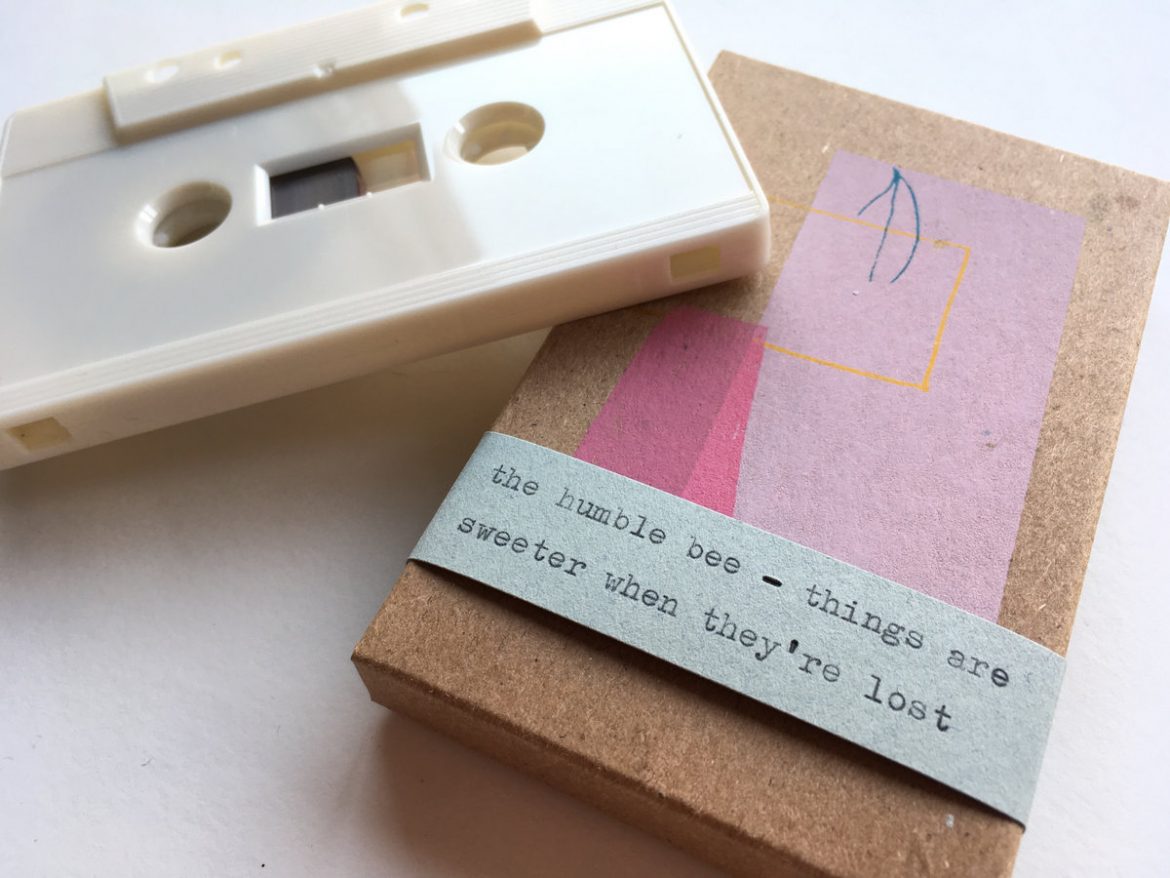 the humble bee - things are
sweeter when they're lost